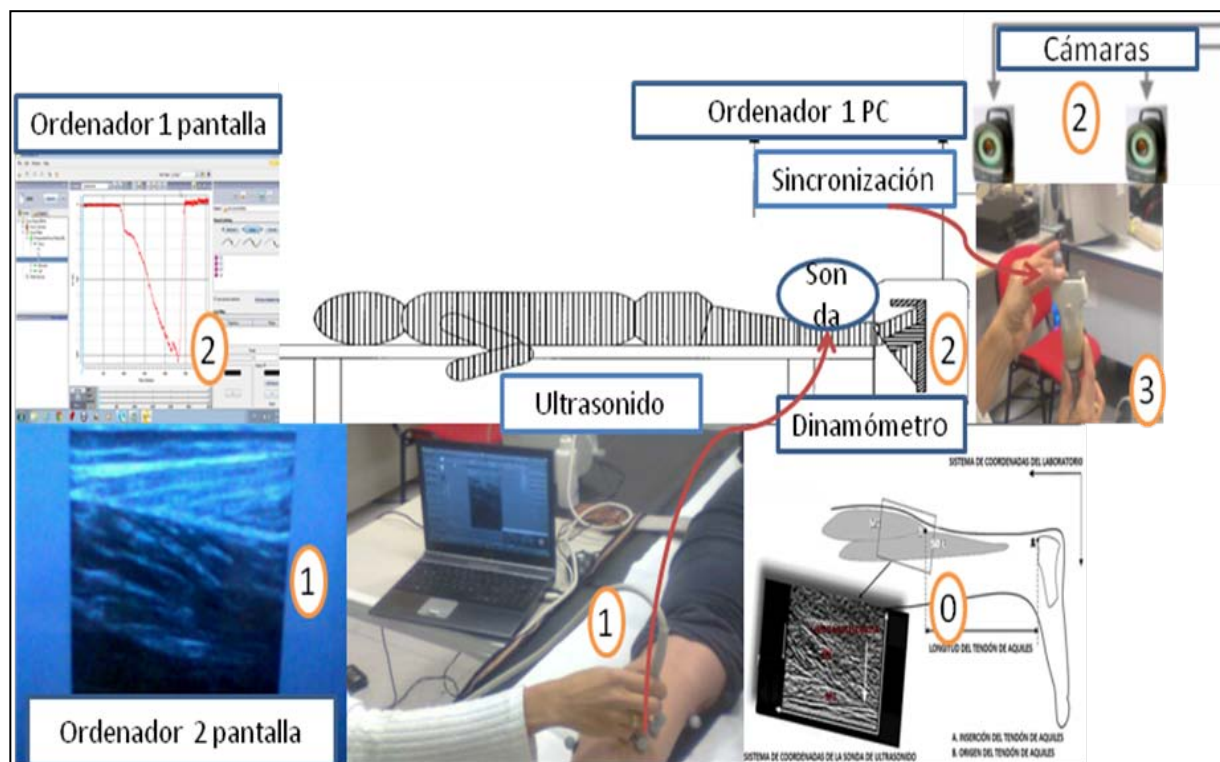 Cámaras
2
Ordenador 1 pantalla
Ordenador 1 PC
Sincronización
Son
da
2
2
3
Ultrasonido
Dinamómetro
SISTEMA DE COORDENADAS DEL LABORATORIO
1
1
0
LONGITUD DEL TENDÓN DE AQUILES
Ordenador 2 pantalla
A. INSERCIÓN DEL TENDÓN DE AQUILES
B. ORIGEN DEL TENDÓN DE AQUILES
SISTEMA DE COORDENADAS DE LA SONDA DE ULTRASONIDO